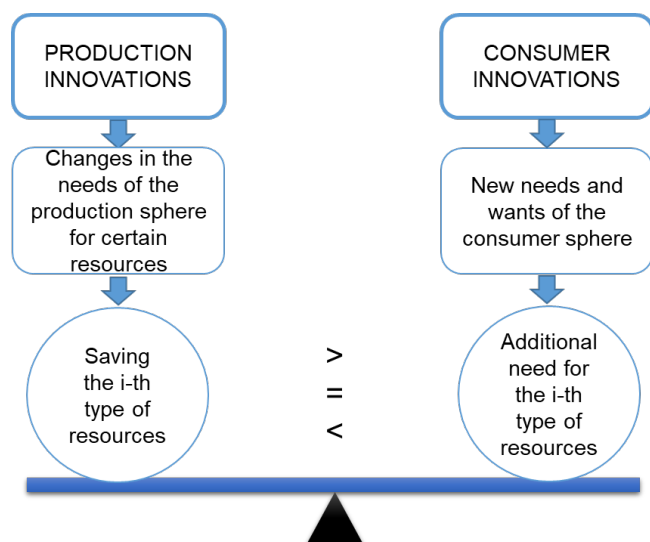 PRODUCTION
INNOVATIONS
Changes in the
needs of the
production sphere
for certain
resources
Saving
the i-th
type of
resources
>
=
<
CONSUMER
INNOVATIONS
New needs and
wants of the
consumer sphere
Additional
need for
the i-th
type of
resources